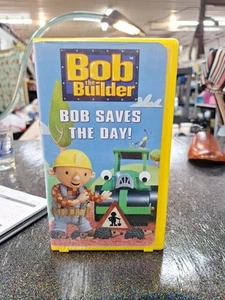 Bob
the
Builder
BOB SAVES
THE DAY!